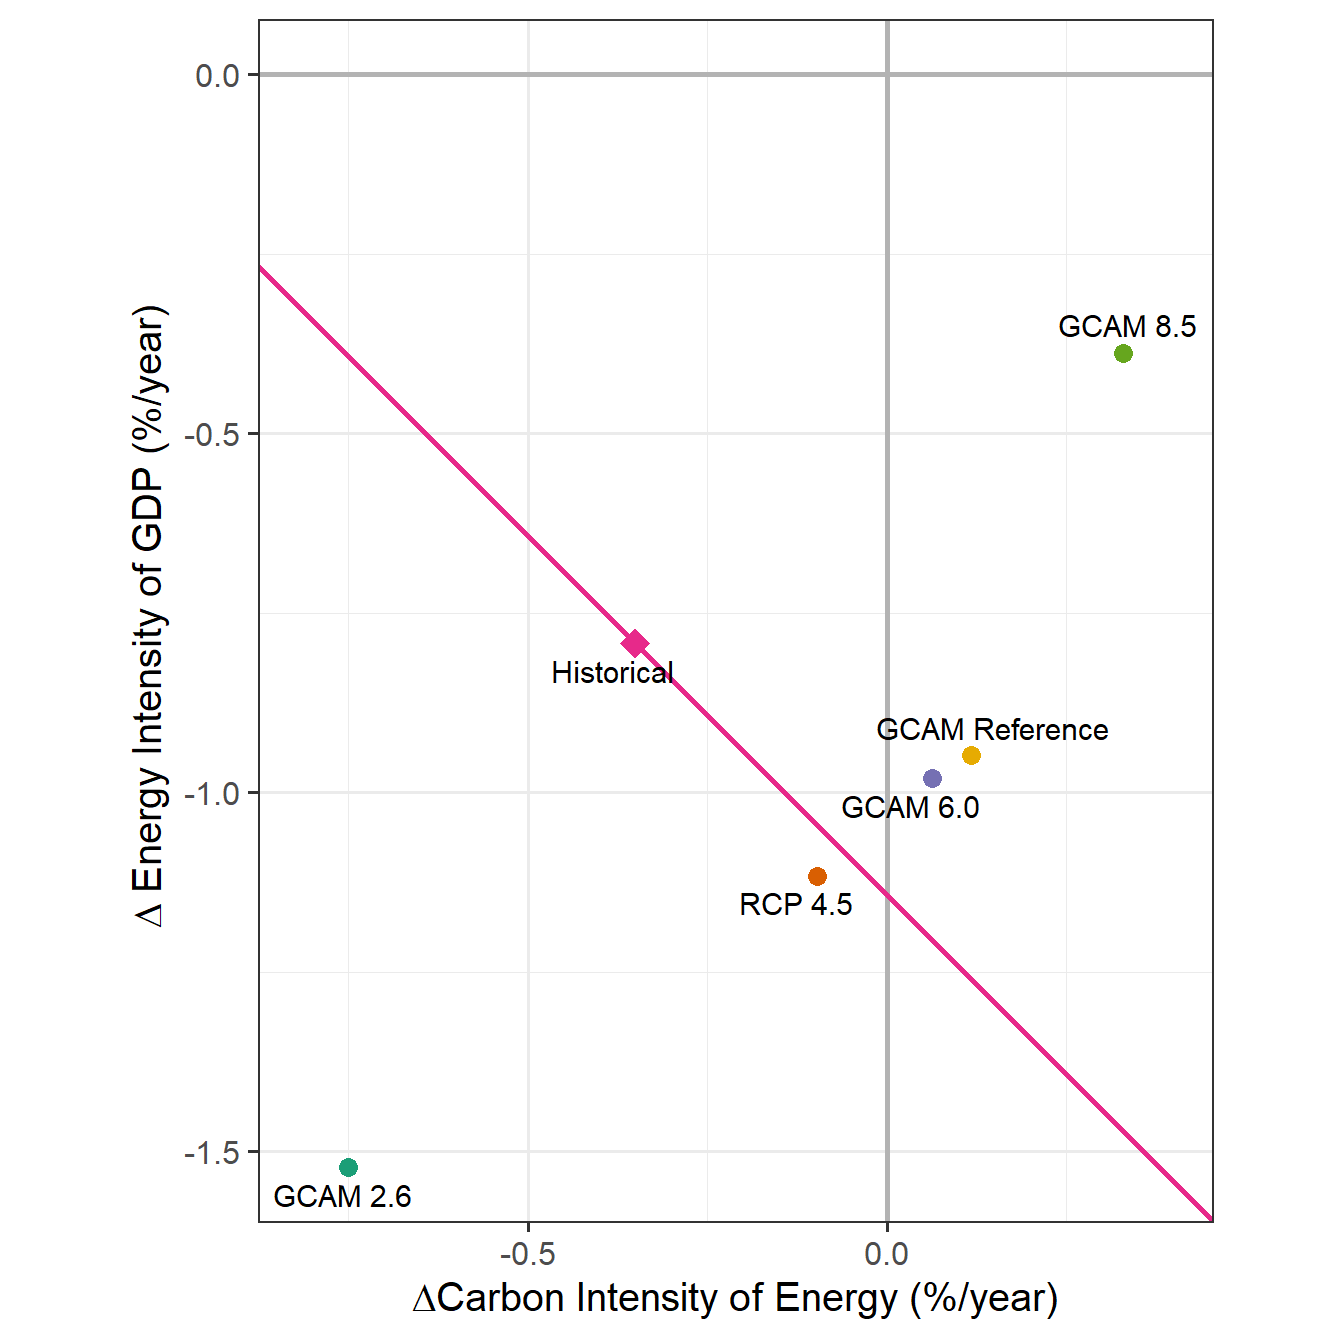 0.0
GCAM 8.5
-0.5
Δ Energy Intensity of GDP (%/year)
Historical
GCAM Reference
-1.0
GCAM 6.0
RCP 4.5
-1.5
GCAM 2.6
-0.5
0.0
ΔCarbon Intensity of Energy (%/year)